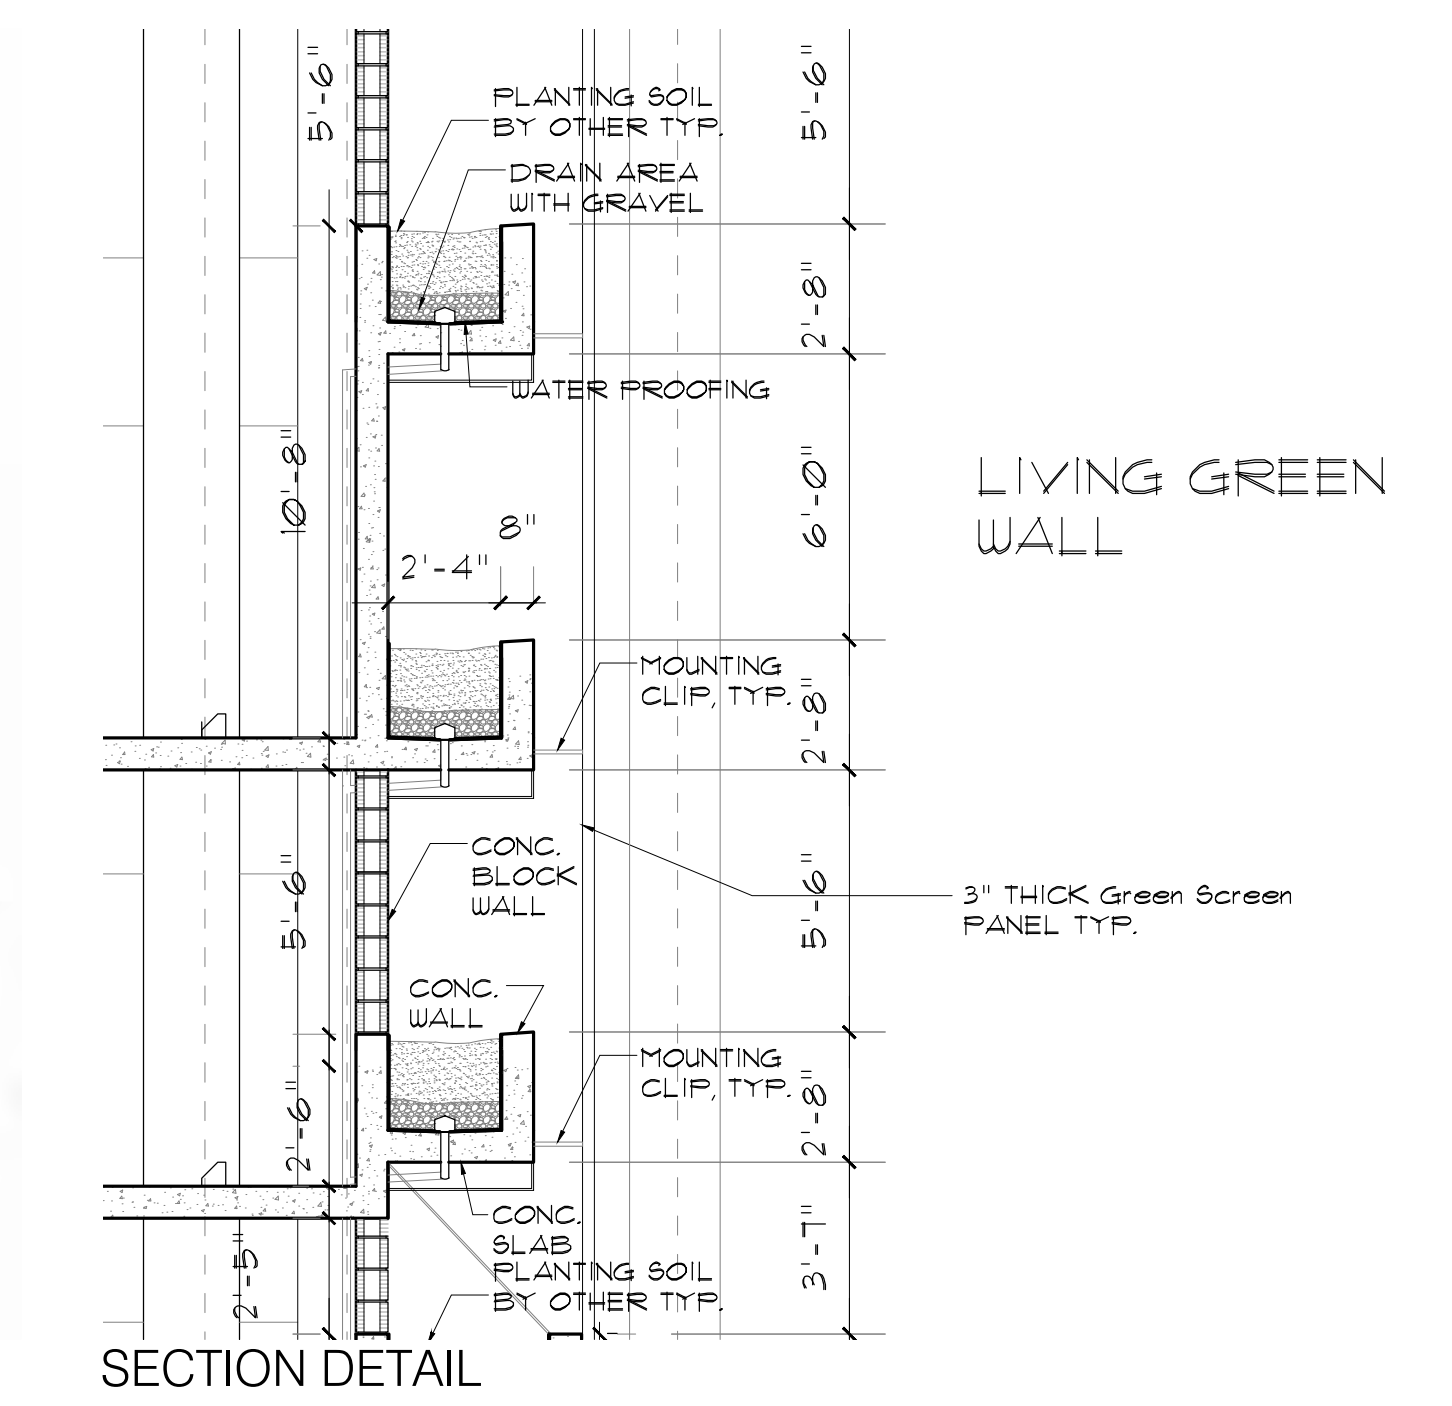 5'-6"
5'-6"
PLANTING SOIL
BY OTHER TYP.
DRAIN AREA
WITH GRAVEL
2'-8"
WATER PROOFING
10'-8"
6'-0"
LIVING GREEN
WALL
8"
2'-4"
MOUNTING
CLIP, TYP.
2'-8"
CONC.
BLOCK
WALL
5'-6"
5'-6"
3" THICK Green Screen
PANEL TYP.
CONC.
WALL
MOUNTING
CLIP, TYP.
2'-8"
2'-6"
CONC.
SLAB
2'-5"
3'-7"
PLANTING SOIL
BY OTHER TYP.
SECTION DETAIL